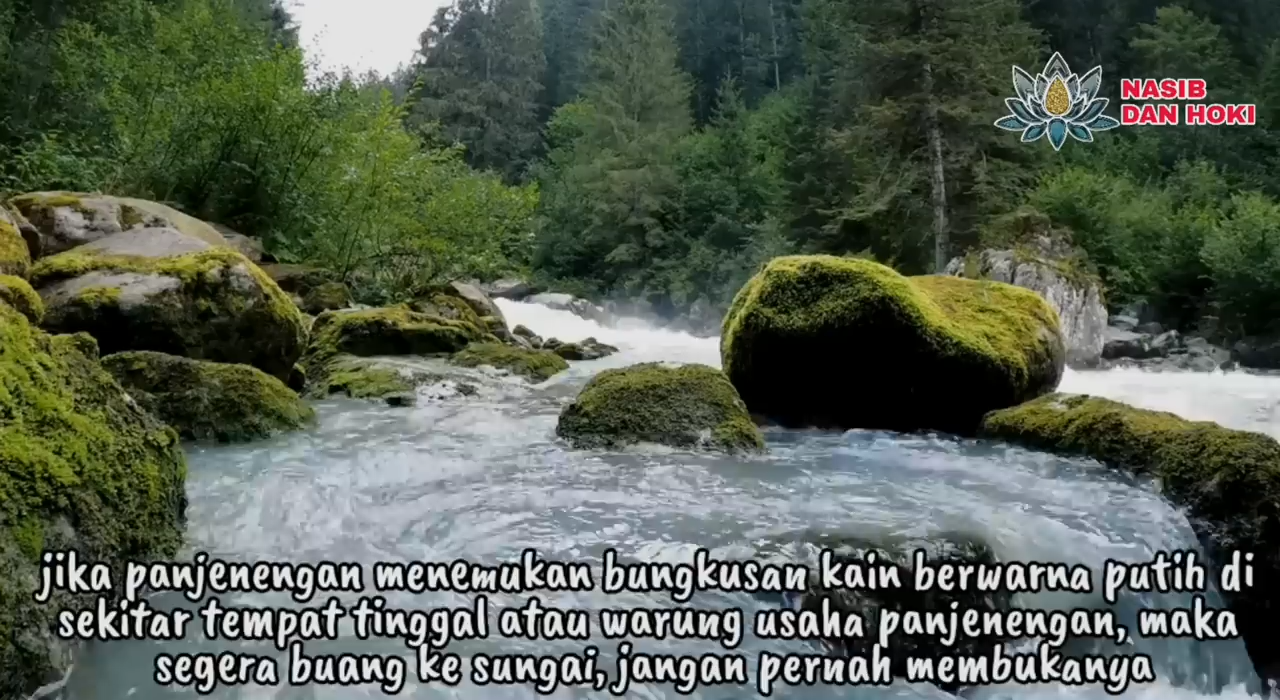 NASIB
DAN HOKI
jika panjenengan menemukan bungkusan kain berwarna putih di
sekitar tempat tinggal atau warung usaha panjenengan, maka
segera buang ke sungai, jangan pernah membukanya